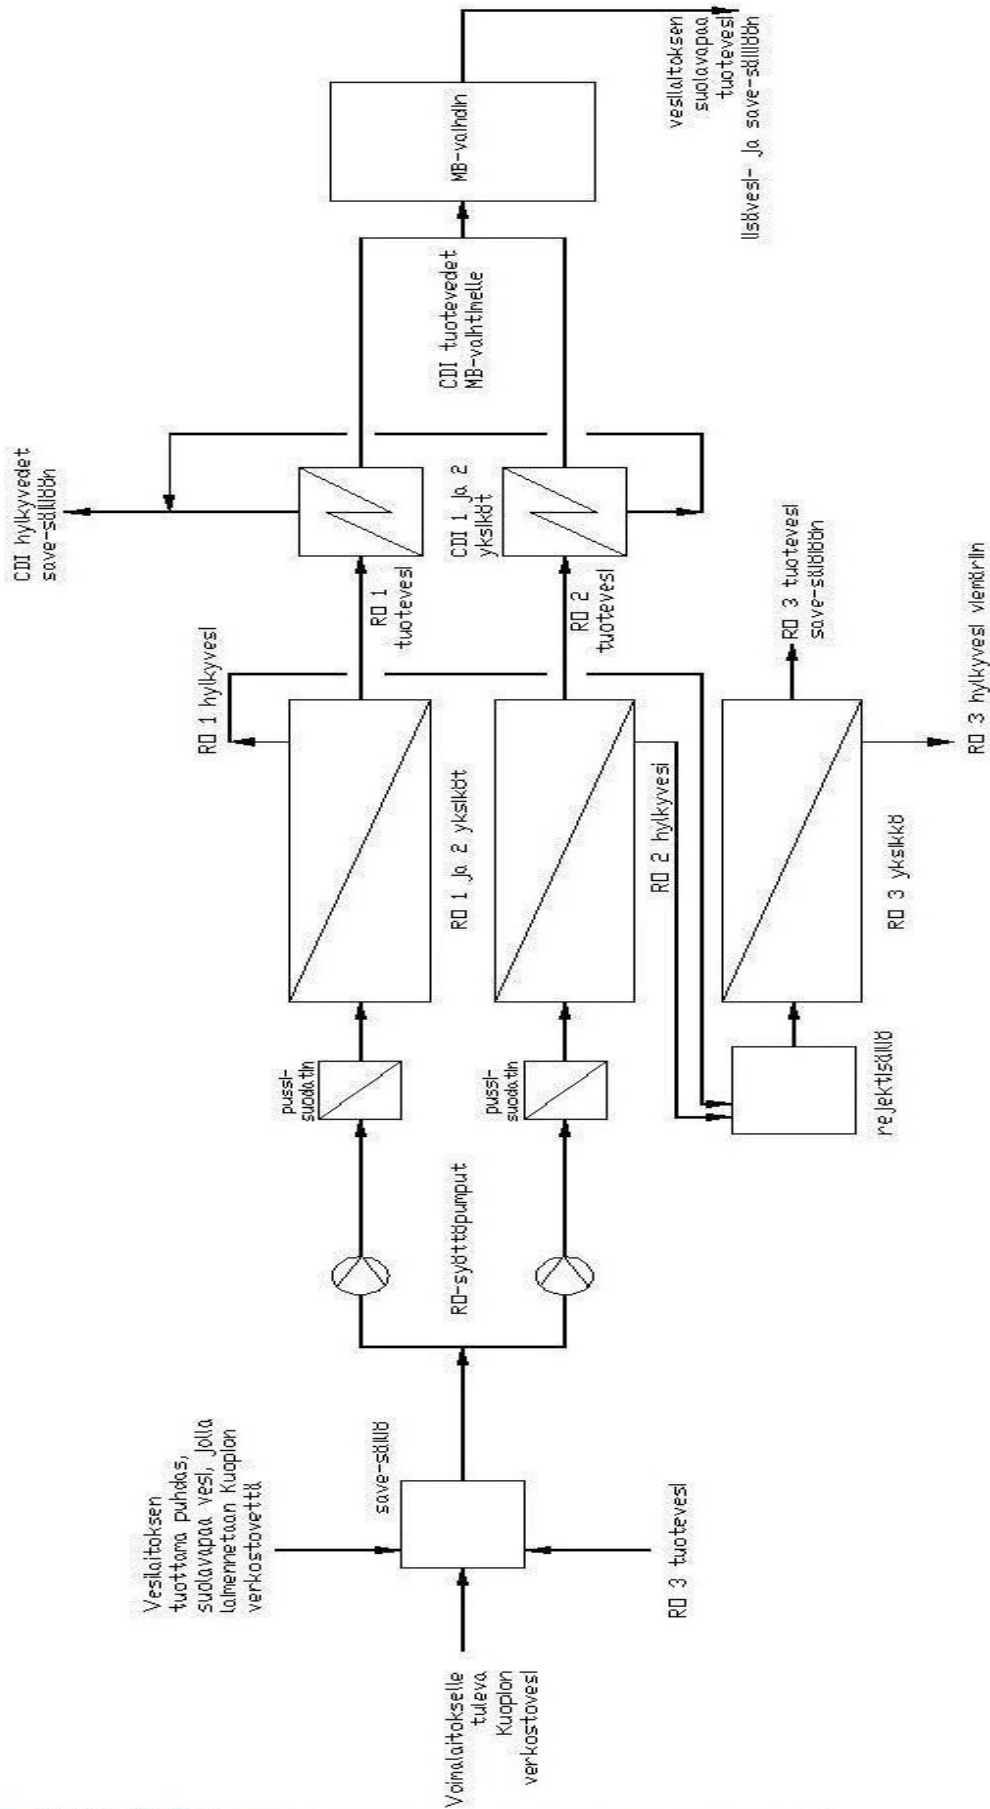 Voimalaitokselle
tuleva
Kuopion
verkostovesi
Vesilaitoksen
tuottama puhdas,
suolavapaa vesi, jolla
laimennetaan Kuopion
verkostovettä
save-säiliö
RO 3 tuotevesi
RO-syöttöpumput
pussi-
suodatin
pussi-
suodatin
rejektisäiliö
RO 1 ja 2 yksiköt
RO 2 hylkyvesi
RO 3 yksikkö
RO 1 hylkyvesi
RO 1
tuotevesi
RO 2
tuotevesi
RO 3 tuotevesi
save-säiliöön
RO 3 hylkyvesi viemäriin
CDI hylkyvedet
save-säiliöön
CDI 1 ja 2
yksiköt
CDI tuotevedet
MB-vaihtimelle
MB-vaihdin
vesilaitoksen
suolavapaa
tuotevesi
lisävesi- ja save-säiliöön